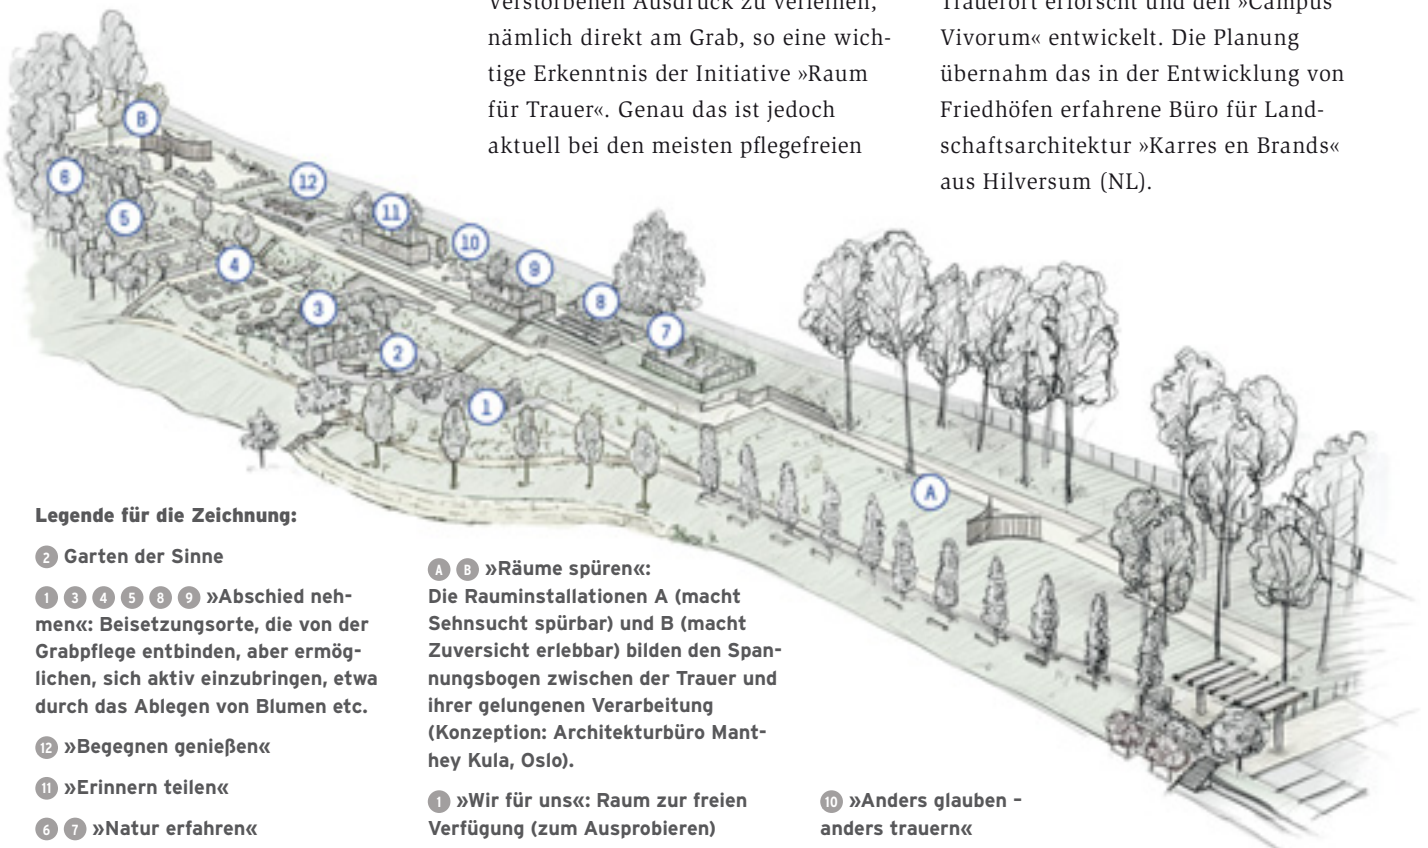 Verstorbenen Ausdruck zu verleihen,
nämlich direkt am Grab, so eine wich-
tige Erkenntnis der Initiative »Raum
für Trauer«. Genau das ist jedoch
aktuell bei den meisten pflegefreien
Trauerort erforscht und den »Campus
Vivorum« entwickelt. Die Planung
übernahm das in der Entwicklung von
Friedhöfen erfahrene Büro für Land-
schaftsarchitektur »Karres en Brands«
aus Hilversum (NL).
B
6
12
5
11
10
4
9
3
8
7
2
1
A
Legende für die Zeichnung:
2 Garten der Sinne
1 3 4 5 8 9 »Abschied neh-
men«: Beisetzungsorte, die von der
Grabpflege entbinden, aber ermög-
lichen, sich aktiv einzubringen, etwa
durch das Ablegen von Blumen etc.
12 »Begegnen genießen«
11 »Erinnern teilen«
6 7 »Natur erfahren«
A B »Räume spüren«:
Die Rauminstallationen A (macht
Sehnsucht spürbar) und B (macht
Zuversicht erlebbar) bilden den Span-
nungsbogen zwischen der Trauer und
ihrer gelungenen Verarbeitung
(Konzeption: Architekturbüro Mant-
hey Kula, Oslo).
1 »Wir für uns«: Raum zur freien
Verfügung (zum Ausprobieren)
10 »Anders glauben –
anders trauern«